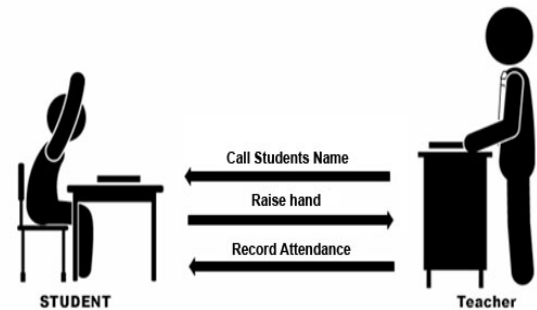 Call Students Name
Raise hand
Record Attendance
STUDENT
Teacher